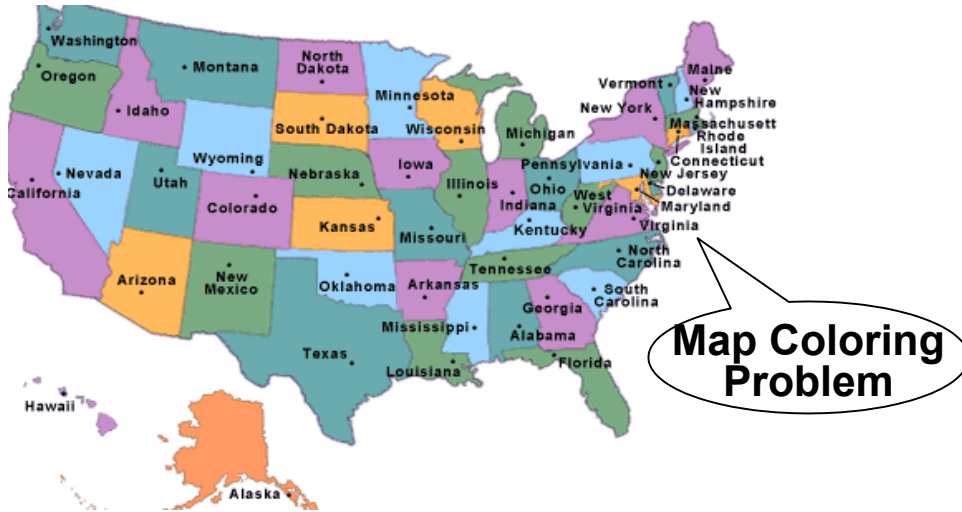 Washington
Montana
North
Dakota
Minnesota
Maine
Vermont
New
Hampshire
Oregon
Idaho
South Dakota
Wisconsin
Michigan
New York
Massachusett
Rhode
Island
Connecticut
Wyoming
Nebraska
Iowa
Illinois
Indiana
Ohio
Pennsylvania
New Jersey
Delaware
Maryland
Nevada
Utah
California
Colorado
Kansas
Missouri
Kentucky
West
Virginia
Virginia
Arizona
New
Mexico
Oklahoma
Arkansas
Tennessee
North
Carolina
South
Carolina
Georgia
Mississippi
Alabama
Texas
Louisiana
Florida
Map Coloring
Problem
Hawaii
Alaska